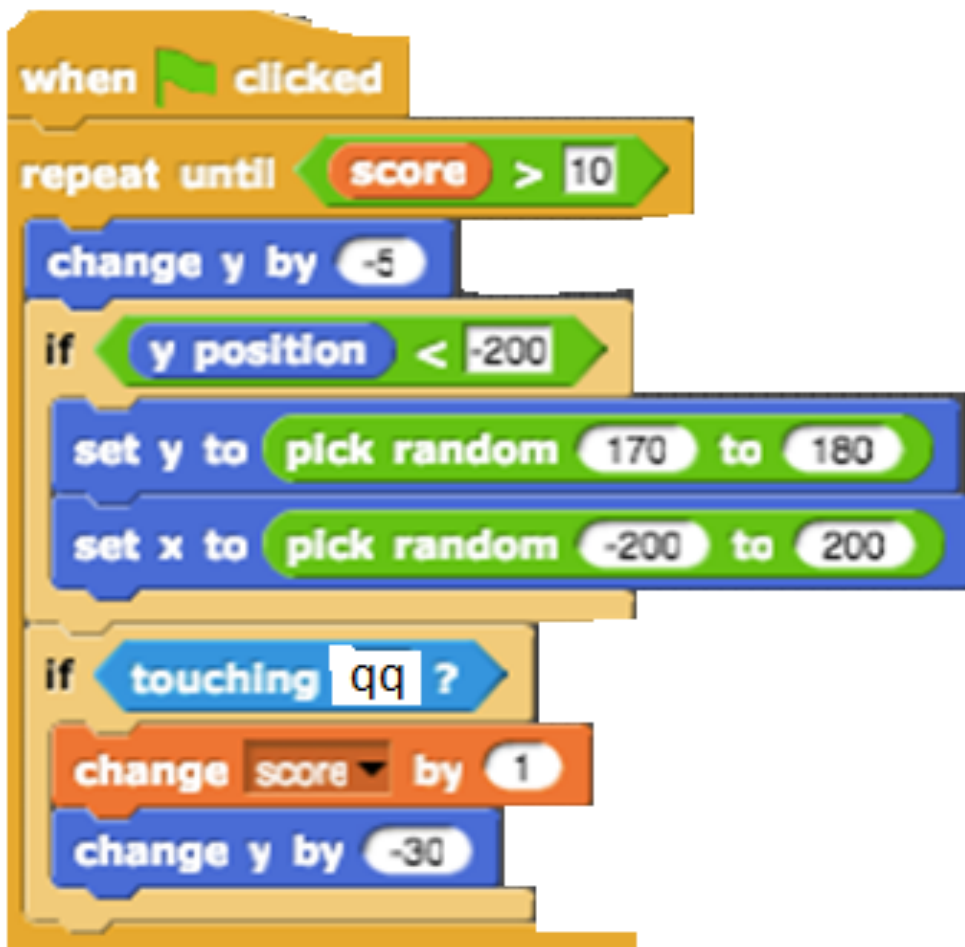 when clicked
repeat until score > 10
change y by -5
if y position < -200
set y to pick random 170 to 180
set x to pick random -200 to 200
if touching qq ?
change score by 1
change y by -30